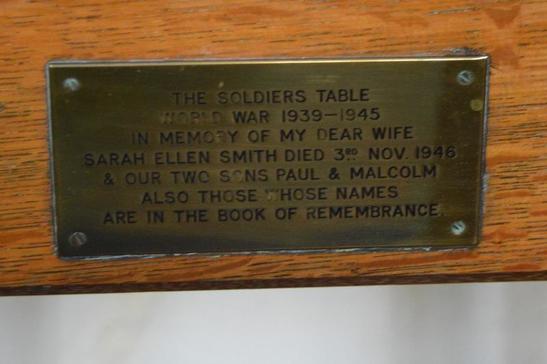 THE SOLDIERS TABLE
WORLD WAR 1939-1945
IN MEMORY OF MY DEAR WIFE
SARAH ELLEN SMITH DIED 3RD NOV. 1946
& OUR TWO SONS PAUL & MALCOLM
ALSO THOSE WHOSE NAMES
ARE IN THE BOOK OF REMEMBRANCE.